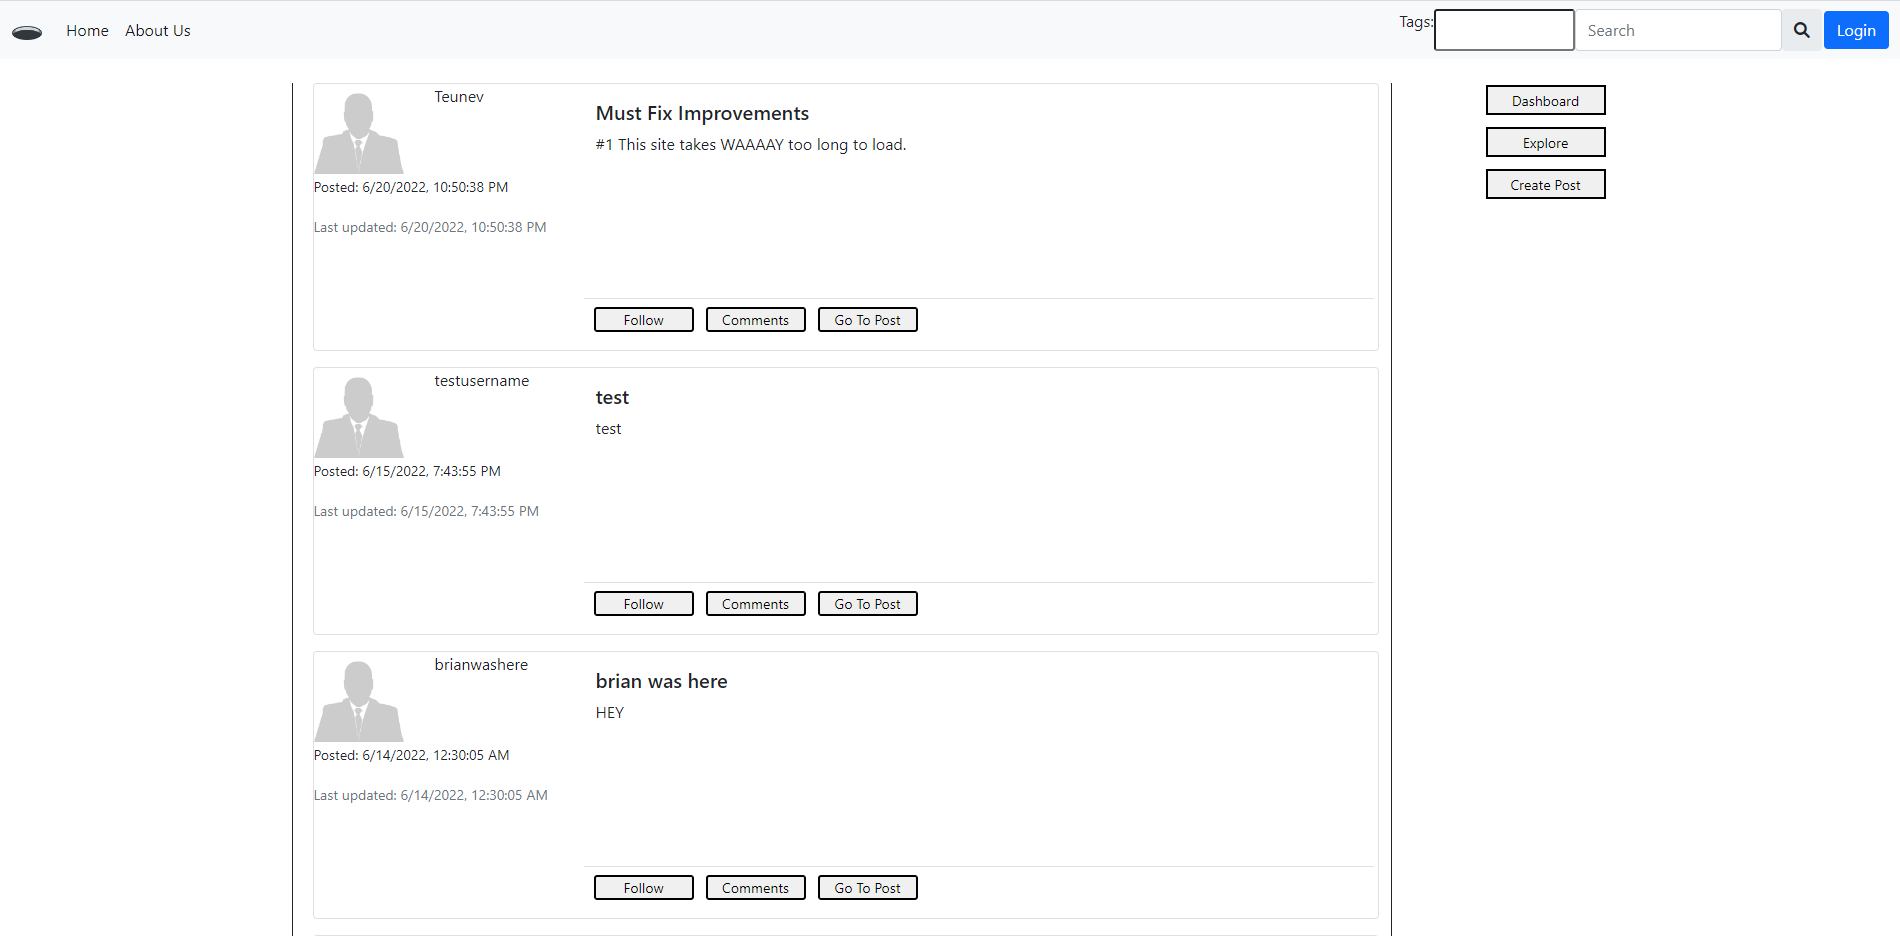 Home About Us Tags: Search Login
Teunev
Must Fix Improvements
#1 This site takes WAAAAY too long to load.
Posted: 6/20/2022, 10:50:38 PM
Last updated: 6/20/2022, 10:50:38 PM
Follow Comments Go To Post
testusername
test
test
Posted: 6/15/2022, 7:43:55 PM
Last updated: 6/15/2022, 7:43:55 PM
Follow Comments Go To Post
brianwashere
brian was here
HEY
Posted: 6/14/2022, 12:30:05 AM
Last updated: 6/14/2022, 12:30:05 AM
Follow Comments Go To Post
Dashboard
Explore
Create Post